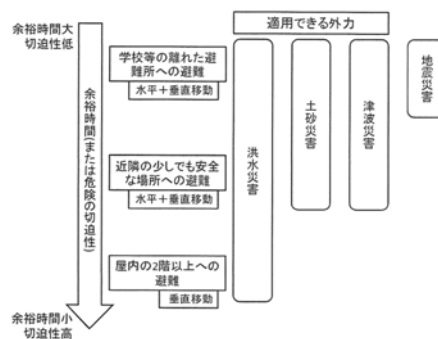 余裕時間大
切迫性低
適用できる外力
学校等の離れた避
難所への避難
水平＋垂直移動
近隣の少しでも安全
な場所への避難
水平＋垂直移動
屋内の2階以上への
避難
垂直移動
余裕時間(または危険の切迫性)
洪水災害
土砂災害
津波災害
地震災害
余裕時間小
切迫性高